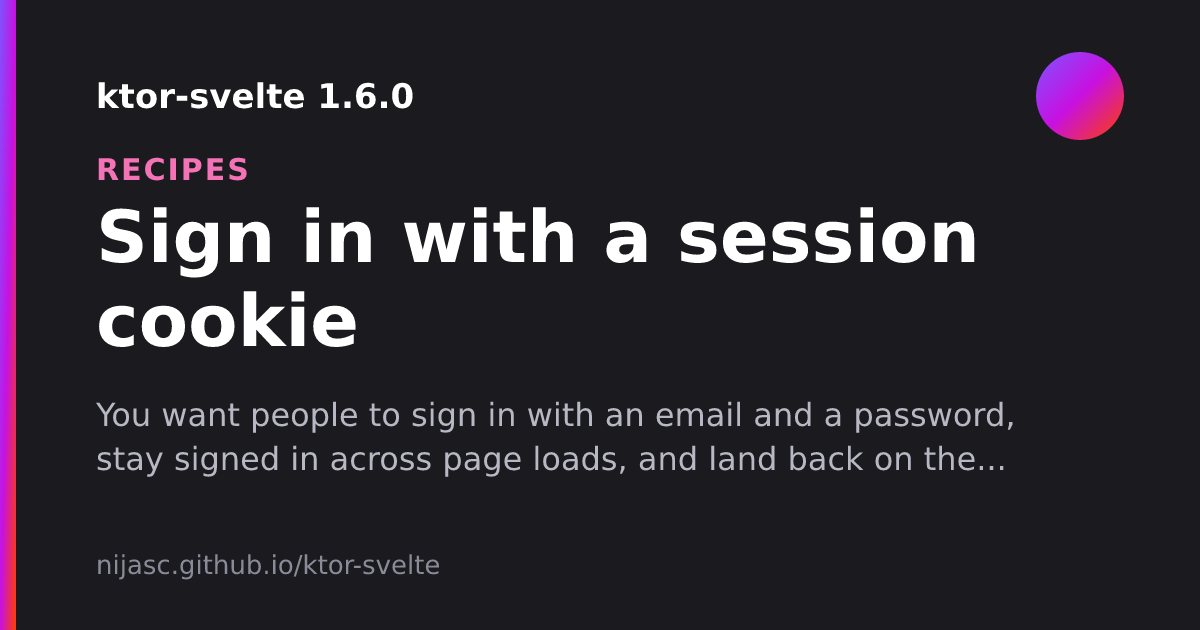 ktor-svelte 1.6.0
RECIPES
Sign in with a session
cookie
You want people to sign in with an email and a password,
stay signed in across page loads, and land back on the...
nijasc.github.io/ktor-svelte